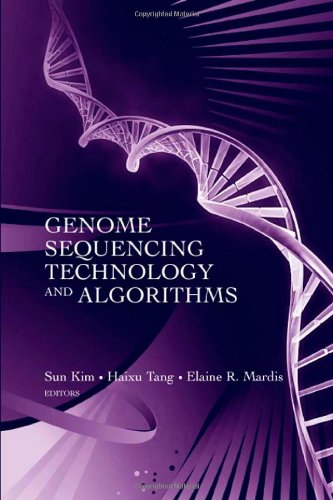 GENOME
SEQUENCING
TECHNOLOGY
AND ALGORITHMS
Sun Kim • Haixu Tang • Elaine R. Mardis
EDITORS